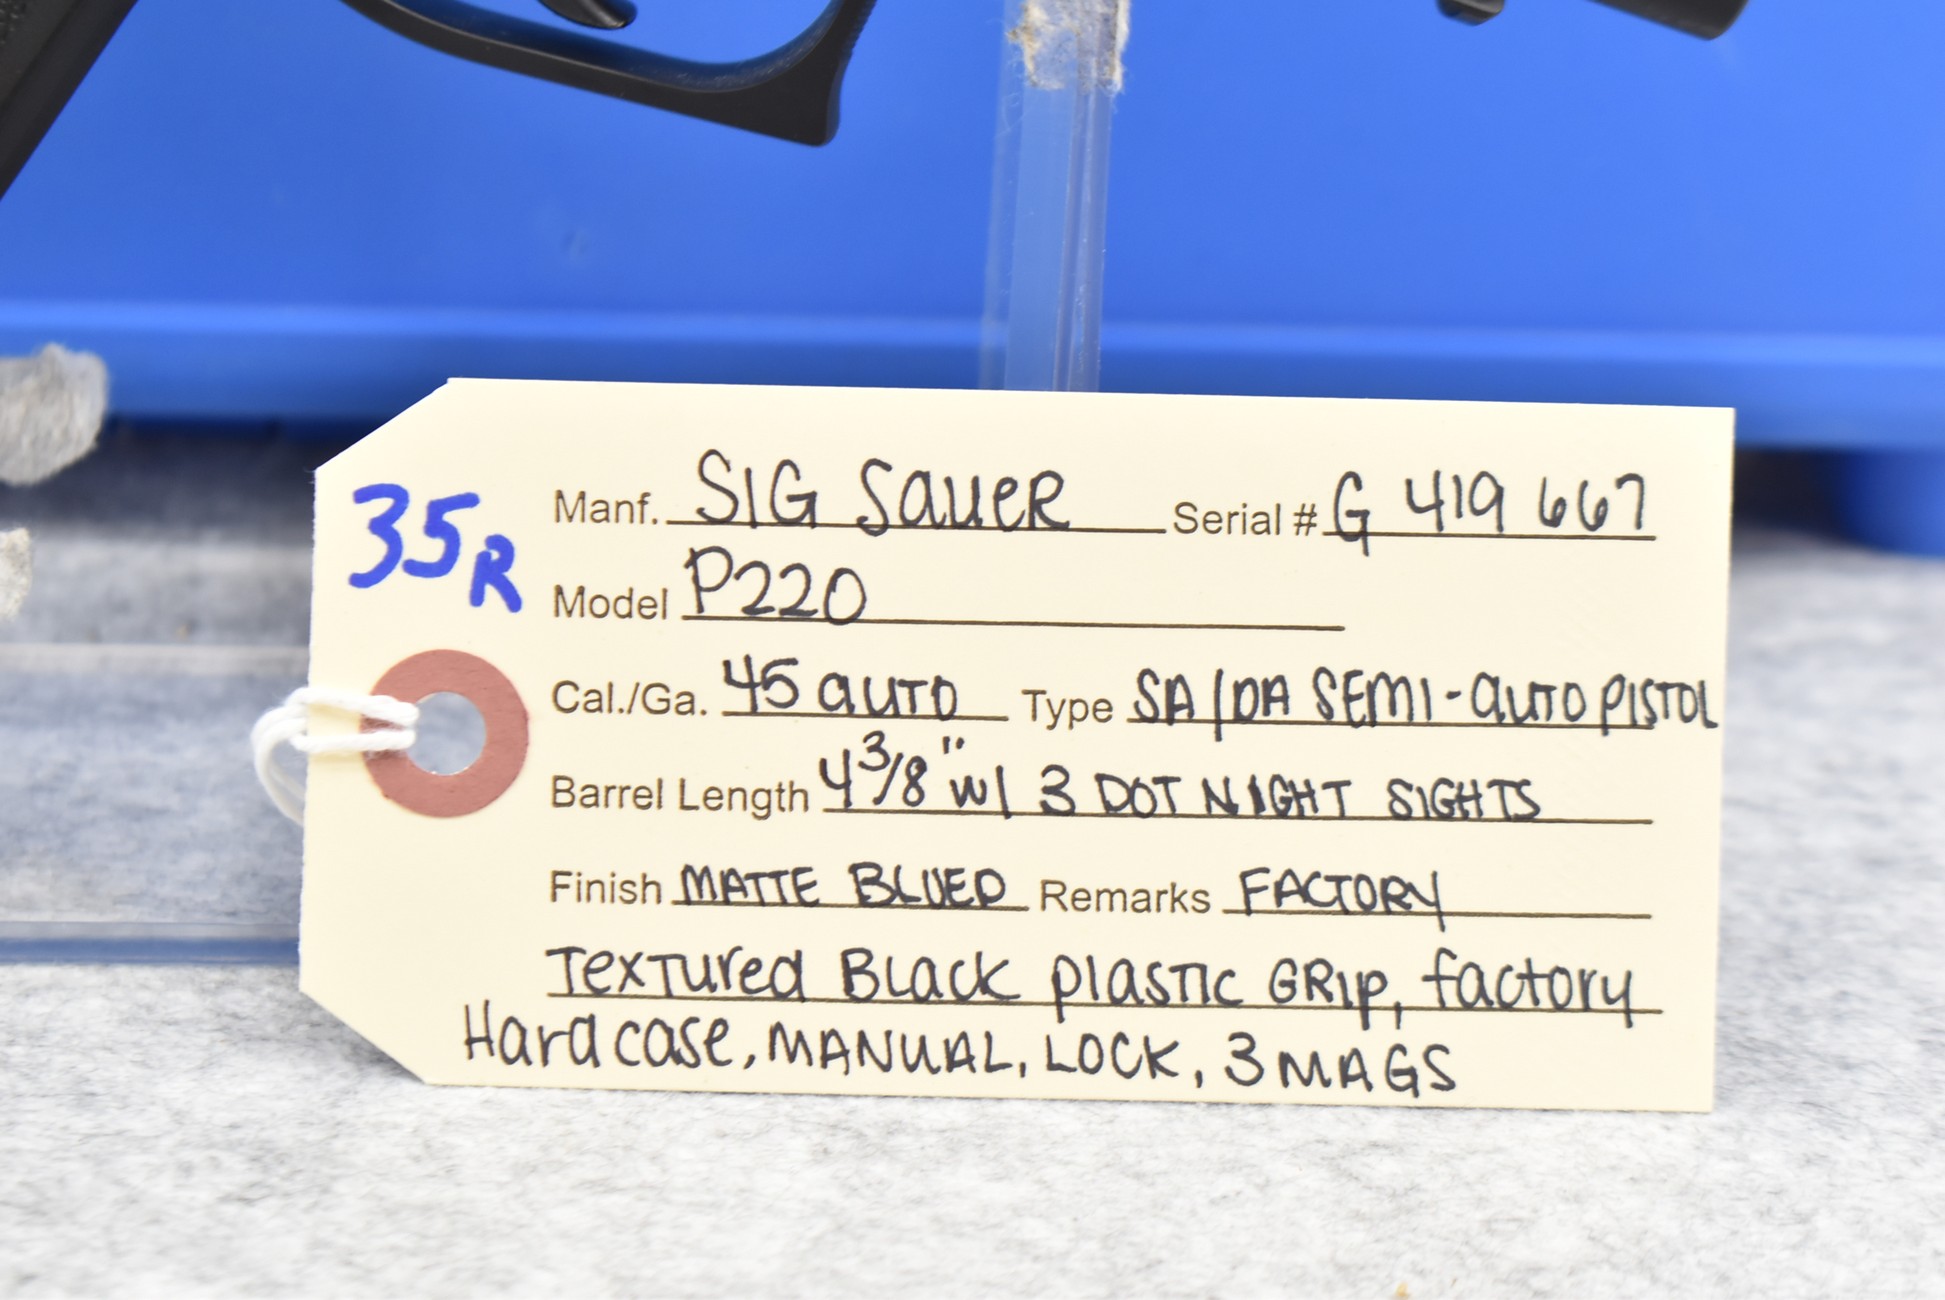 35R
Manf. SIG Sauer Serial # G 419 667
Model P220
Cal./Ga. 45 auto Type SA/DA SEMI-auto PISTOL
Barrel Length 4 3/8" w/ 3 DOT NIGHT SIGHTS
Finish MATTE BLUED Remarks FACTORY
Textured Black plastic GRip, factory
Hard case, MANUAL, LOCK, 3 MAGS